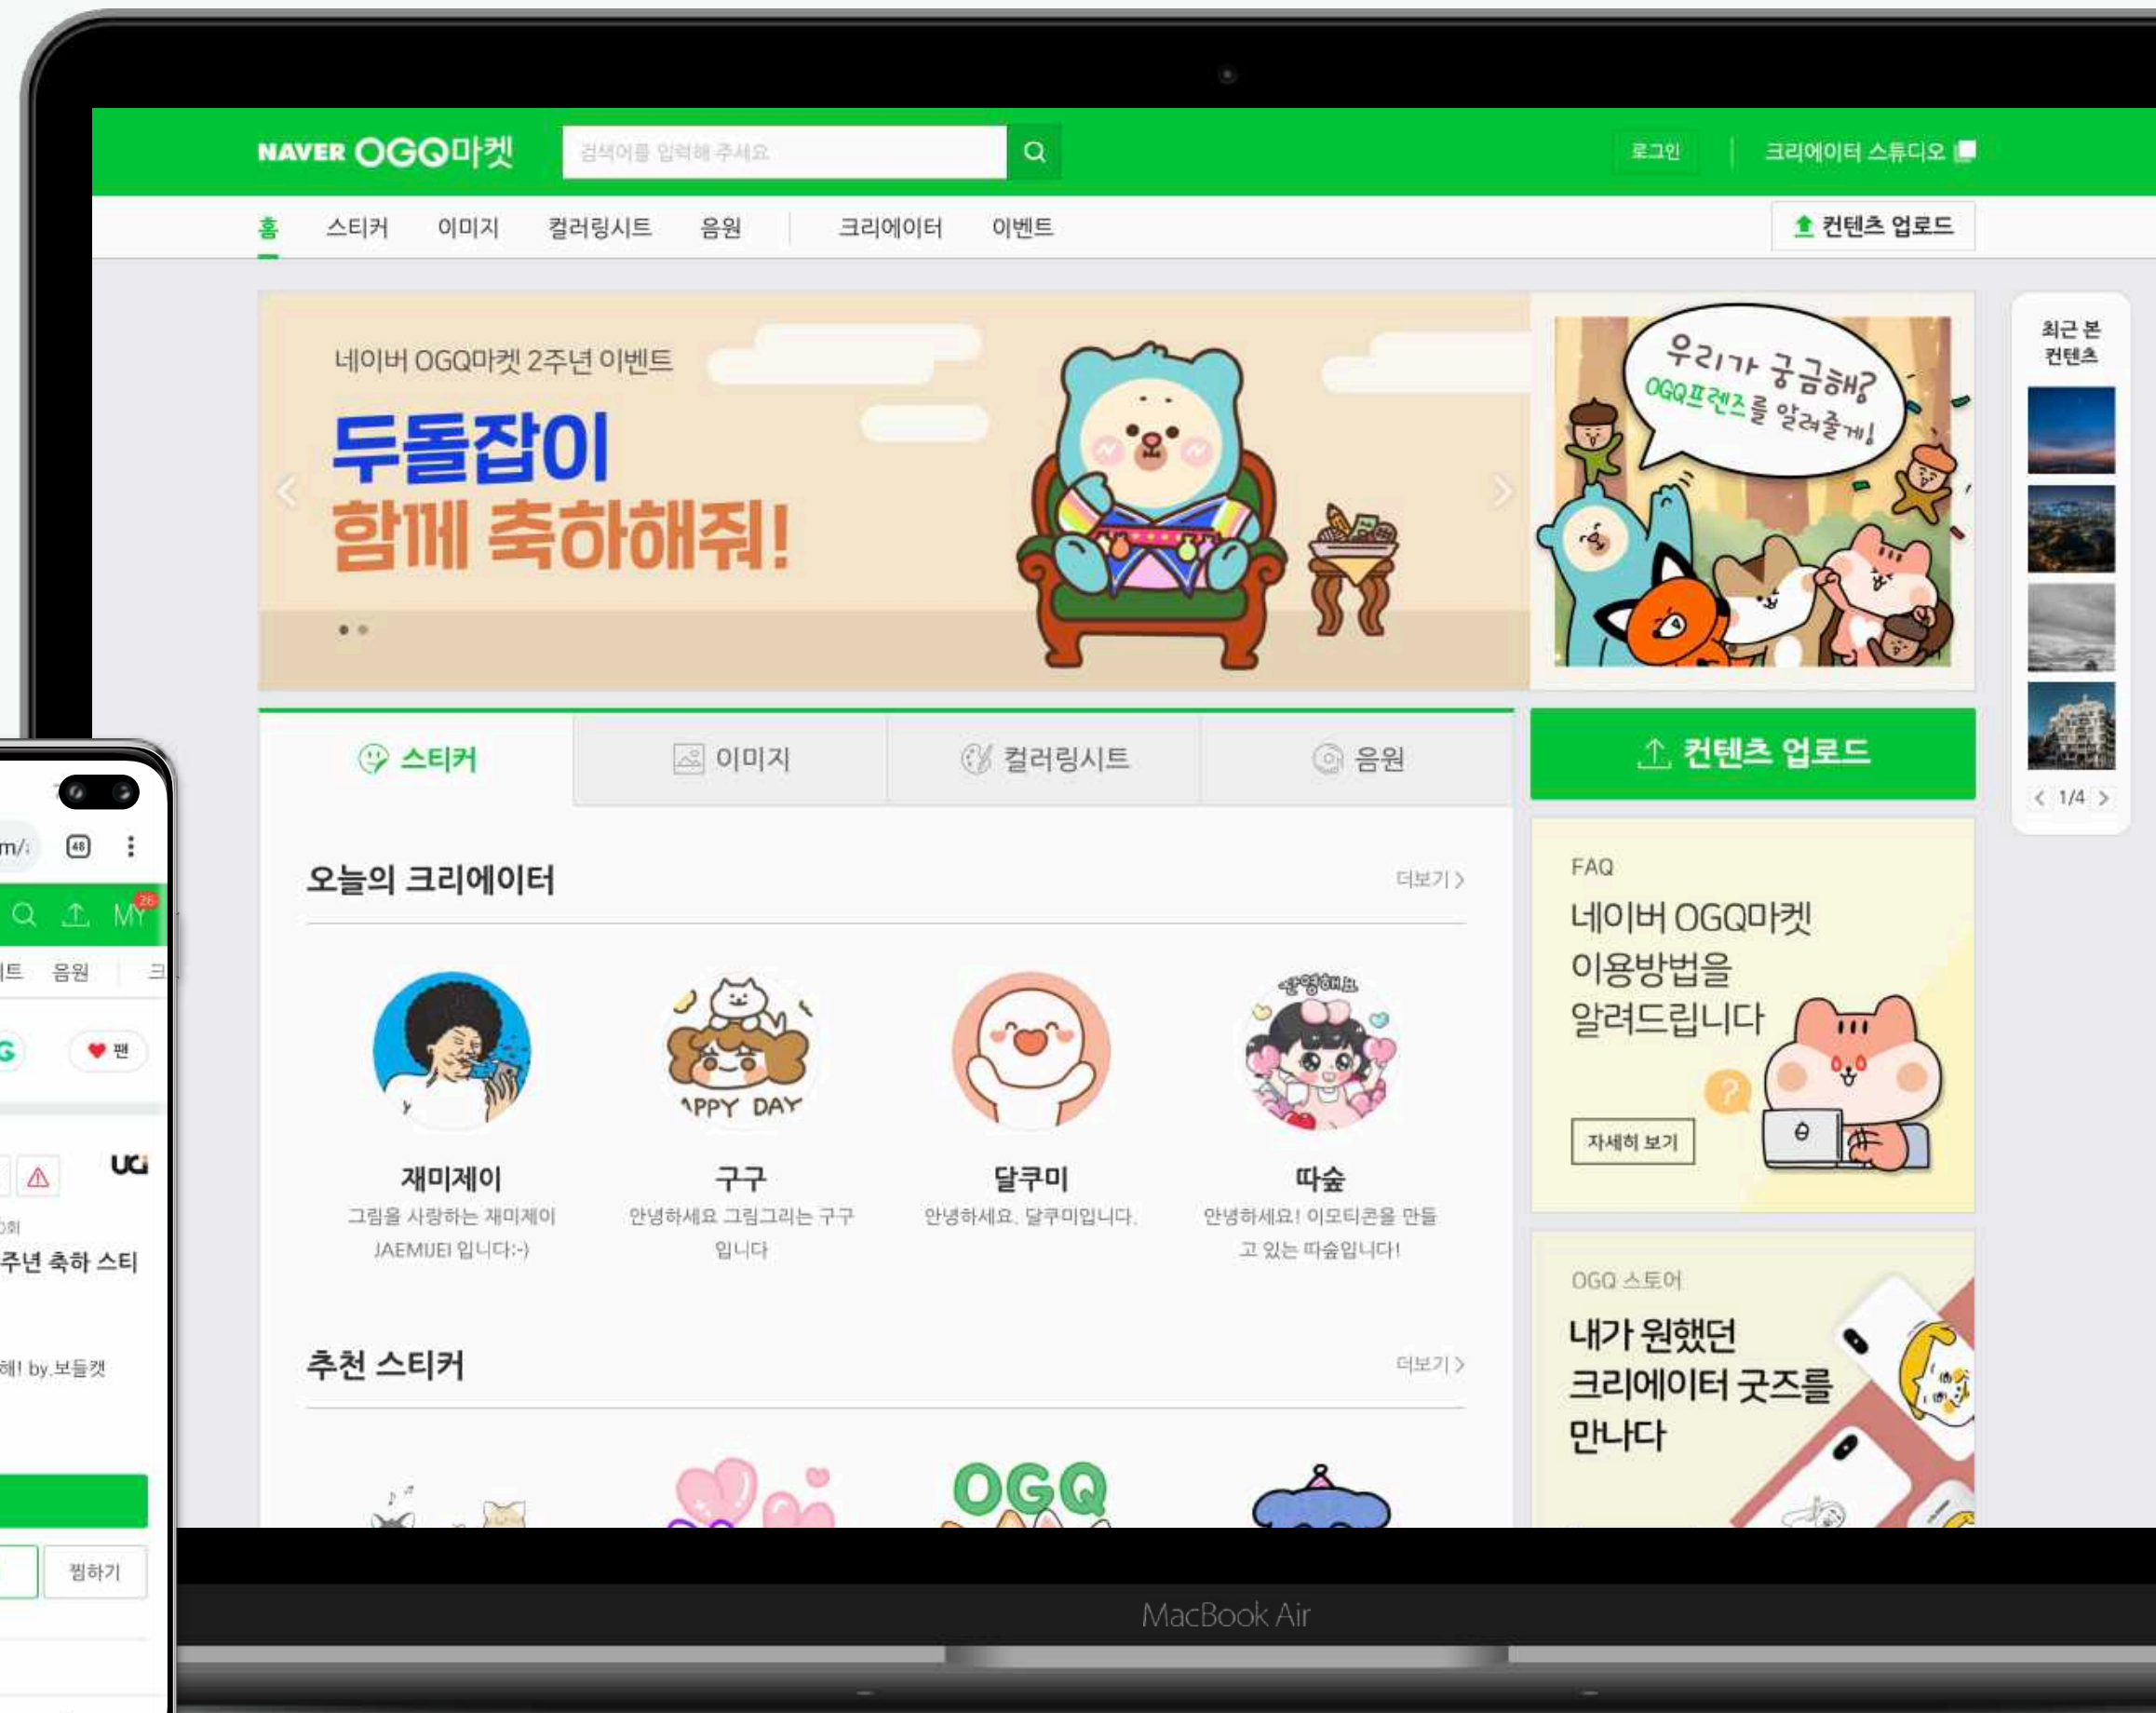 NAVER OGQ마켓
검색어를 입력해 주세요
로그인
크리에이터 스튜디오
홈 스티커 이미지 컬러링시트 음원 크리에이터 이벤트
컨텐츠 업로드
네이버 OGQ마켓 2주년 이벤트
두돌잡이
함께 축하해줘!
우리가 궁금해?
OGQ프렌즈를 알려줄게!
최근 본
컨텐츠
1/4
스티커 이미지 컬러링시트 음원
컨텐츠 업로드
오늘의 크리에이터
더보기
안녕하세요
APPY DAY
재미제이
그림을 사랑하는 재미제이
JAEMIJEI 입니다:-)
구구
안녕하세요 그림그리는 구구
입니다
달쿠미
안녕하세요. 달쿠미입니다.
따숲
안녕하세요! 이모티콘을 만들
고 있는 따숲입니다!
추천 스티커
더보기
OGQ
FAQ
네이버 OGQ마켓
이용방법을
알려드립니다
?
자세히 보기
OGQ 스토어
내가 원했던
크리에이터 굿즈를
만나다
m/
48
MY
26
트 음원
G
팬
UCi
회
주년 축하 스티
해! by.보들캣
찜하기
MacBook Air